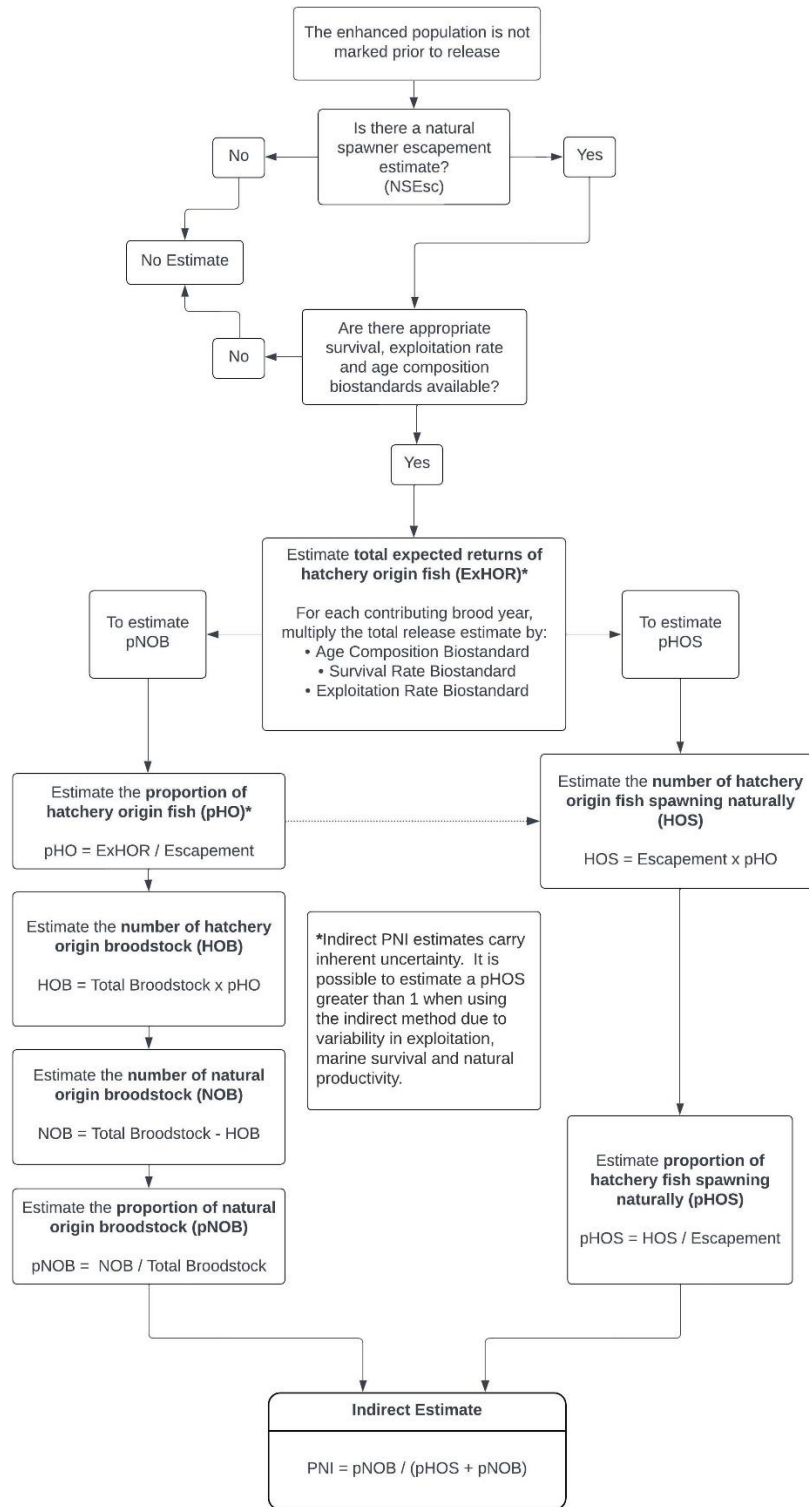 The enhanced population is not
marked prior to release
Is there a natural
spawner escapement
estimate?
(NSEsc)
No
Yes
No Estimate
Are there appropriate
survival, exploitation rate
and age composition
biostandards available?
No
Yes
Estimate total expected returns of
hatchery origin fish (ExHOR)*
For each contributing brood year,
multiply the total release estimate by:
• Age Composition Biostandard
• Survival Rate Biostandard
• Exploitation Rate Biostandard
To estimate
pNOB
To estimate
pHOS
Estimate the proportion of
hatchery origin fish (pHO)*
pHO = ExHOR / Escapement
Estimate the number of hatchery
origin fish spawning naturally
(HOS)
HOS = Escapement x pHO
Estimate the number of hatchery
origin broodstock (HOB)
HOB = Total Broodstock x pHO
*Indirect PNI estimates carry
inherent uncertainty. It is
possible to estimate a pHOS
greater than 1 when using
the indirect method due to
variability in exploitation,
marine survival and natural
productivity.
Estimate the number of natural
origin broodstock (NOB)
NOB = Total Broodstock - HOB
Estimate the proportion of natural
origin broodstock (pNOB)
pNOB = NOB / Total Broodstock
Estimate proportion of
hatchery fish spawning
naturally (pHOS)
pHOS = HOS / Escapement
Indirect Estimate
PNI = pNOB / (pHOS + pNOB)